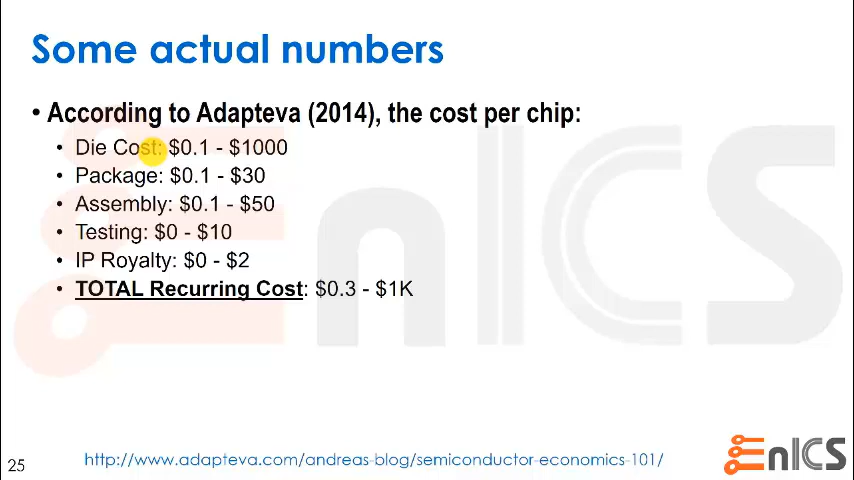 Some actual numbers
• According to Adapteva (2014), the cost per chip:
• Die Cost: $0.1 - $1000
• Package: $0.1 - $30
• Assembly: $0.1 - $50
• Testing: $0 - $10
• IP Royalty: $0 - $2
• TOTAL Recurring Cost: $0.3 - $1K
EnICS
25
http://www.adapteva.com/andreas-blog/semiconductor-economics-101/
EnICS